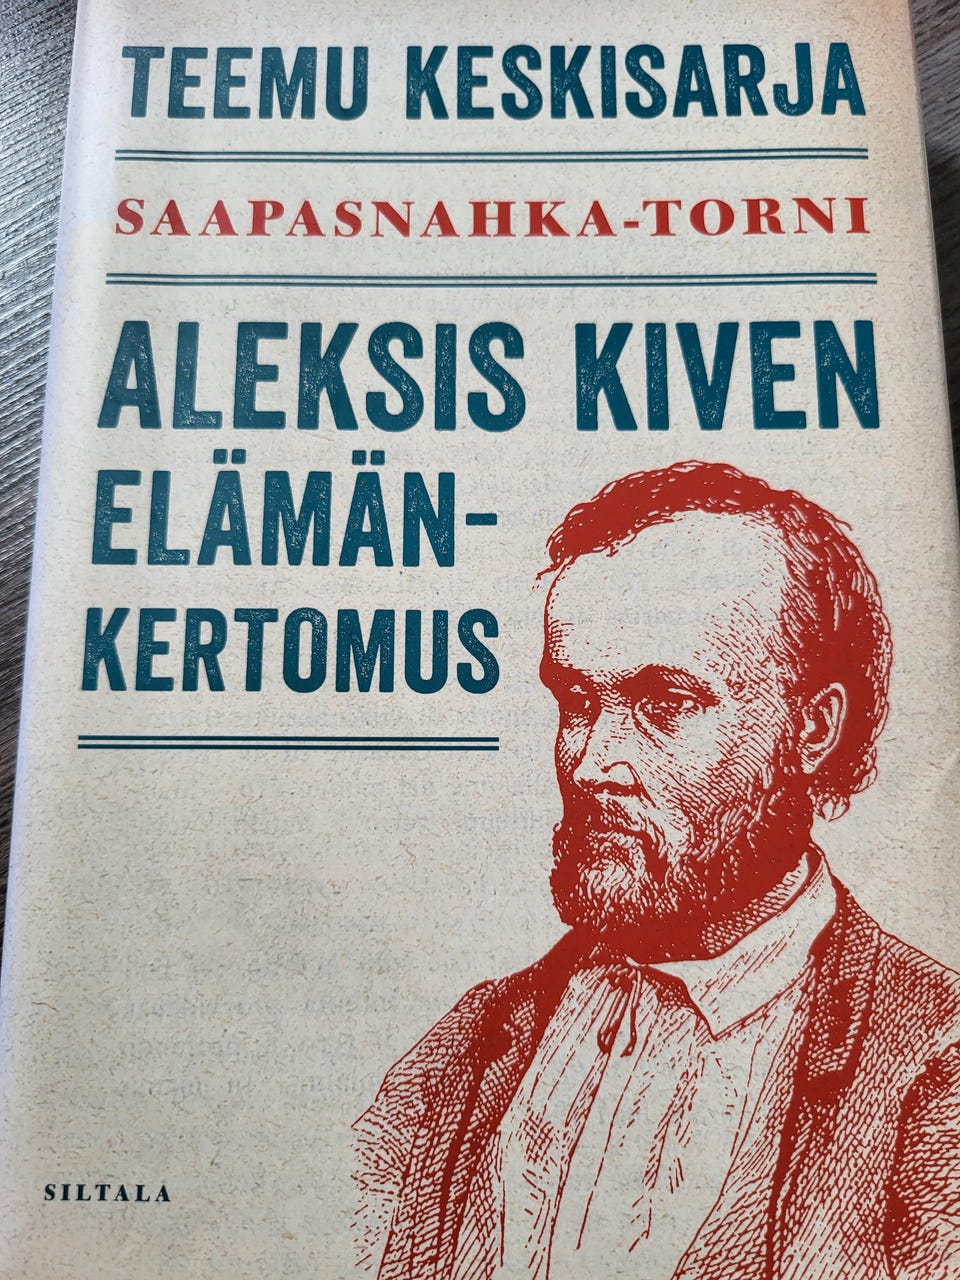 TEEMU KESKISARJA
SAAPASNAHKA-TORNI
ALEKSIS KIVEN
ELÄMÄN-
KERTOMUS
SILTALA